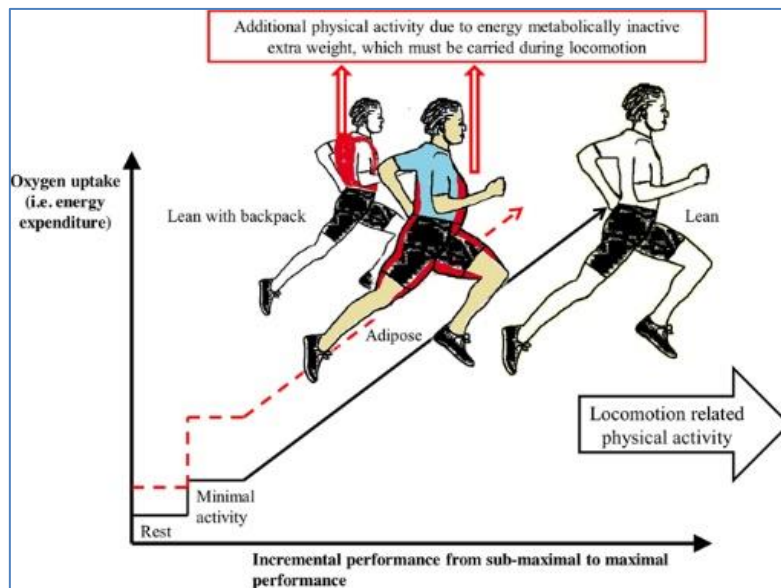 Additional physical activity due to energy metabolically inactive
extra weight, which must be carried during locomotion
Oxygen uptake
(i.e. energy
expenditure)
Lean with backpack
Lean
Adipose
Locomotion related
physical activity
Minimal
activity
Rest
Incremental performance from sub-maximal to maximal
performance